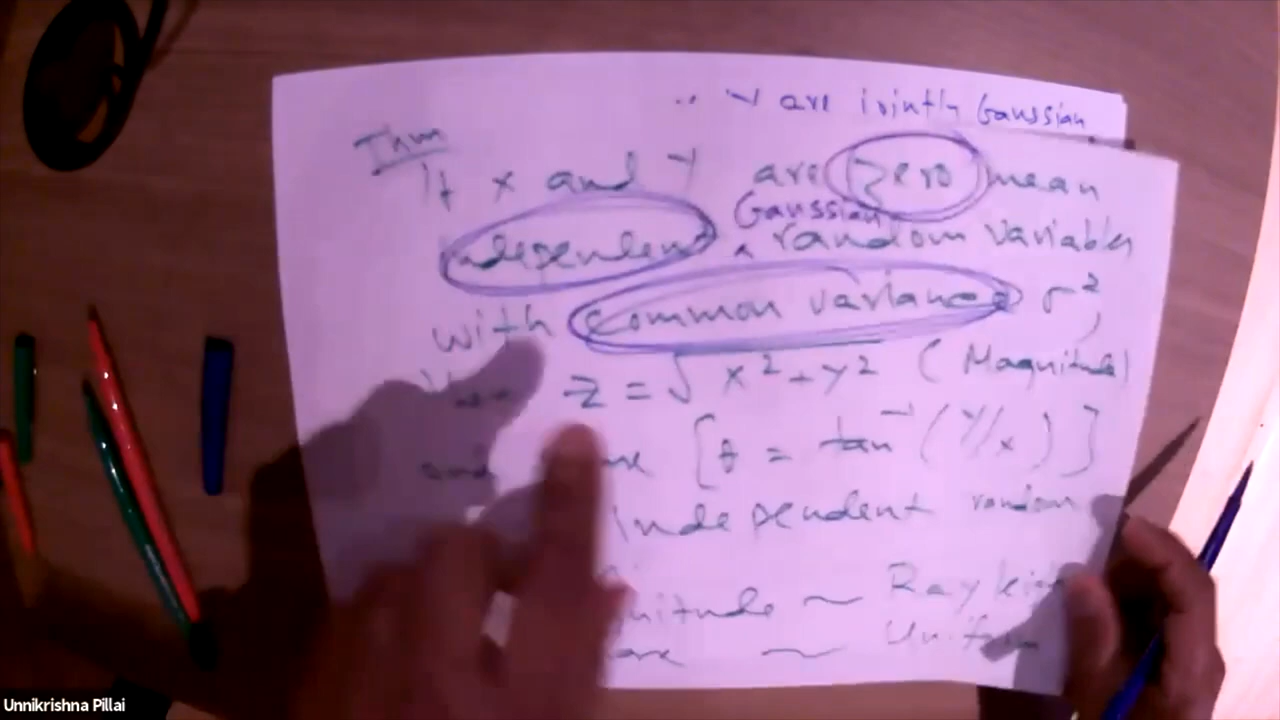 Y are jointly Gaussian
Thm
If X and Y are zero mean
independent Gaussian random variables
with common variance σ²,
Z = √X²+Y² (Magnitude)
and [θ = tan⁻¹ (Y/X)]
independent random
~ Rayleigh
~ Uniform
Unnikrishna Pillai